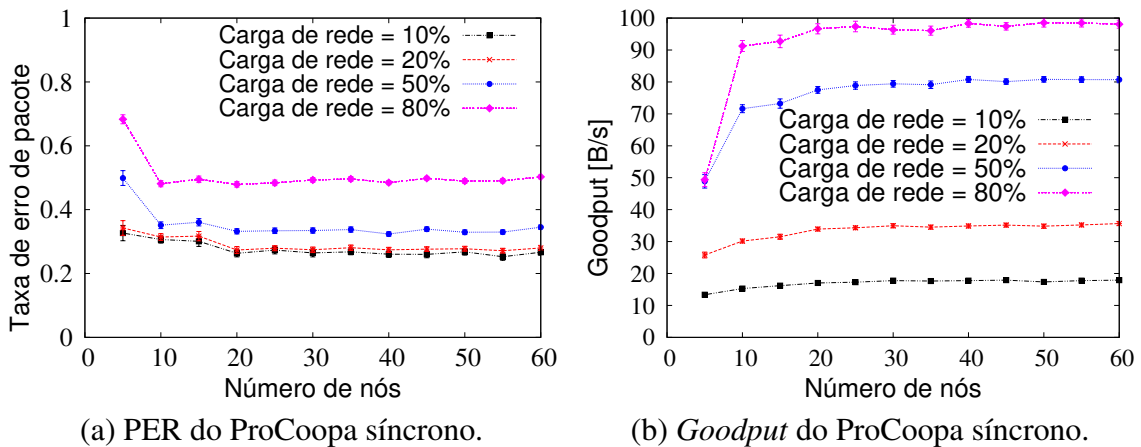 Taxa de erro de pacote
1
0.8
0.6
0.4
0.2
0
0 10 20 30 40 50 60
Número de nós
Carga de rede = 10%
Carga de rede = 20%
Carga de rede = 50%
Carga de rede = 80%
(a) PER do ProCoopa síncrono.
Goodput [B/s]
100
90
80
70
60
50
40
30
20
10
0
0 10 20 30 40 50 60
Número de nós
Carga de rede = 10%
Carga de rede = 20%
Carga de rede = 50%
Carga de rede = 80%
(b) Goodput do ProCoopa síncrono.